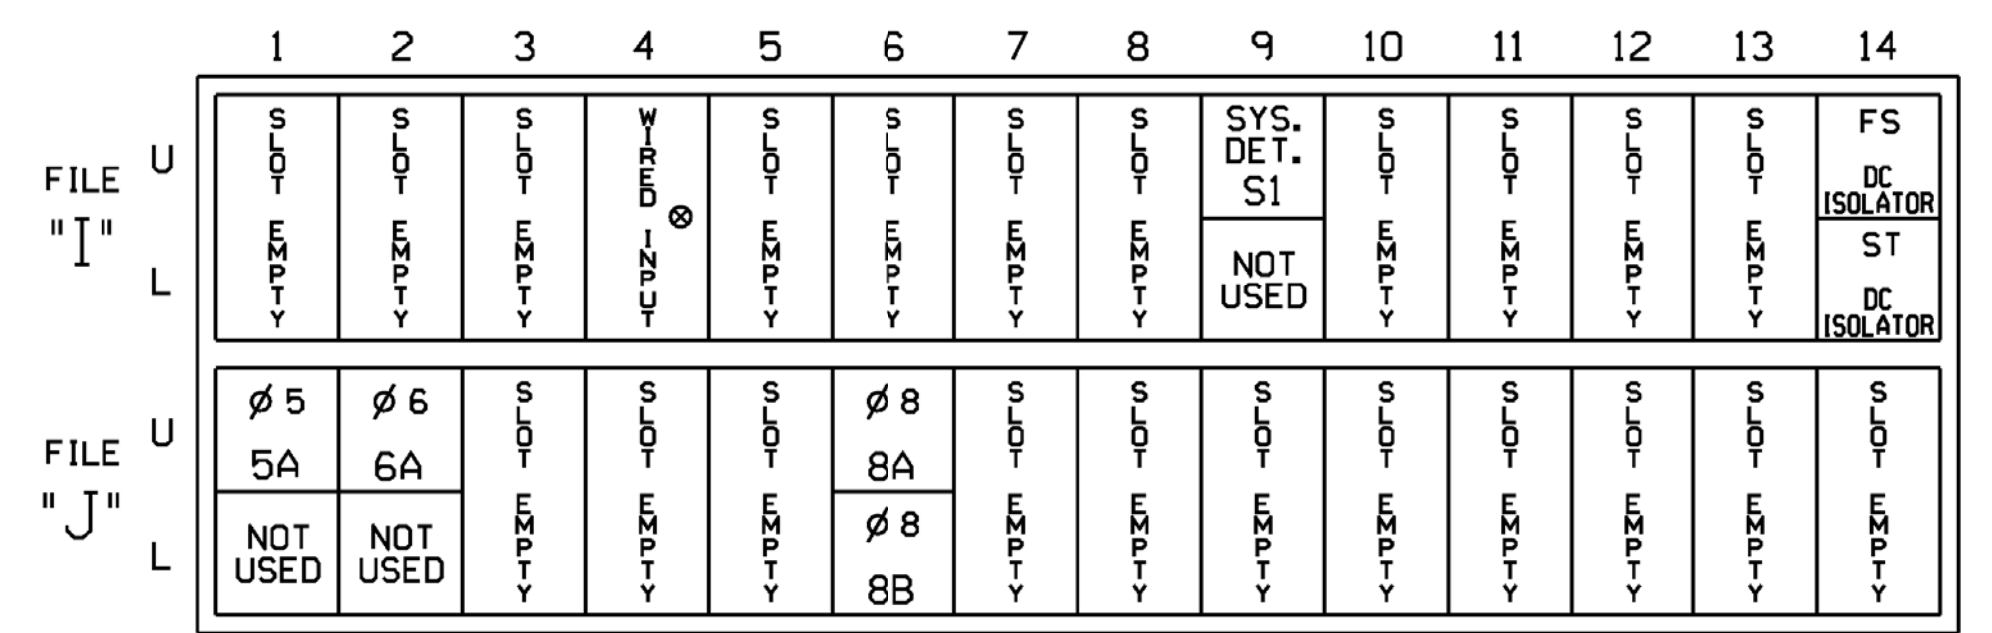 1 2 3 4 5 6 7 8 9 10 11 12 13 14
FILE "I"
U
L
SLOT EMPTY
SLOT EMPTY
SLOT EMPTY
WIRED INPUT ⊗
SLOT EMPTY
SLOT EMPTY
SLOT EMPTY
SLOT EMPTY
SYS.
DET.
S1
NOT
USED
SLOT EMPTY
SLOT EMPTY
SLOT EMPTY
SLOT EMPTY
FS
DC
ISOLATOR
ST
DC
ISOLATOR
FILE "J"
U
L
ø 5
5A
NOT
USED
ø 6
6A
NOT
USED
SLOT EMPTY
SLOT EMPTY
SLOT EMPTY
ø 8
8A
ø 8
8B
SLOT EMPTY
SLOT EMPTY
SLOT EMPTY
SLOT EMPTY
SLOT EMPTY
SLOT EMPTY
SLOT EMPTY
SLOT EMPTY